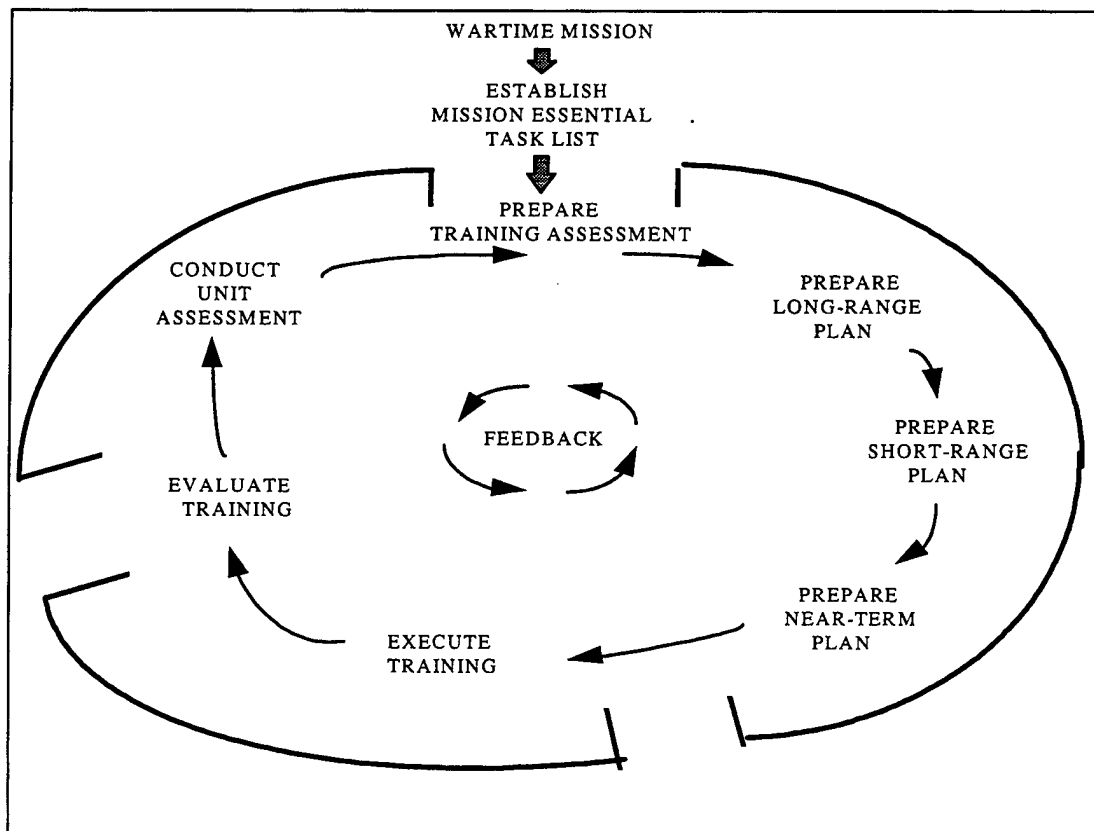 WARTIME MISSION
ESTABLISH
MISSION ESSENTIAL
TASK LIST
PREPARE
TRAINING ASSESSMENT
PREPARE
LONG-RANGE
PLAN
PREPARE
SHORT-RANGE
PLAN
PREPARE
NEAR-TERM
PLAN
EXECUTE
TRAINING
EVALUATE
TRAINING
CONDUCT
UNIT
ASSESSMENT
FEEDBACK